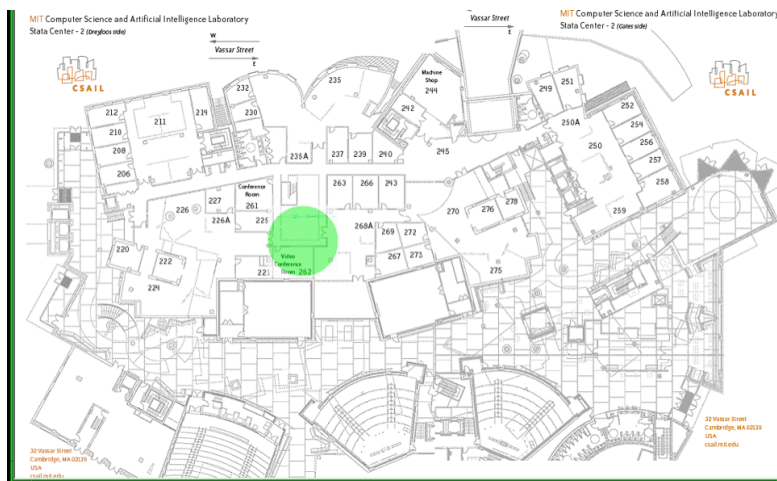 MIT Computer Science and Artificial Intelligence Laboratory
Stata Center - 2 (Dreyfoos side)
MIT Computer Science and Artificial Intelligence Laboratory
Stata Center - 2 (Gates side)
W
Vassar Street
E
Vassar Street
E
CSAIL
CSAIL
232
235
Machine
Shop
244
249
251
212
211
214
230
242
250A
252
210
254
208
235A
237
239
240
245
250
256
206
257
263
266
243
258
Conference
Room
261
227
226
226A
225
268A
270
276
278
259
269
272
220
222
267
273
275
Video
Conference
Room 262
224
32 Vassar Street
Cambridge, MA 02139
USA
csail.mit.edu
32 Vassar Street
Cambridge, MA 02139
USA
csail.mit.edu